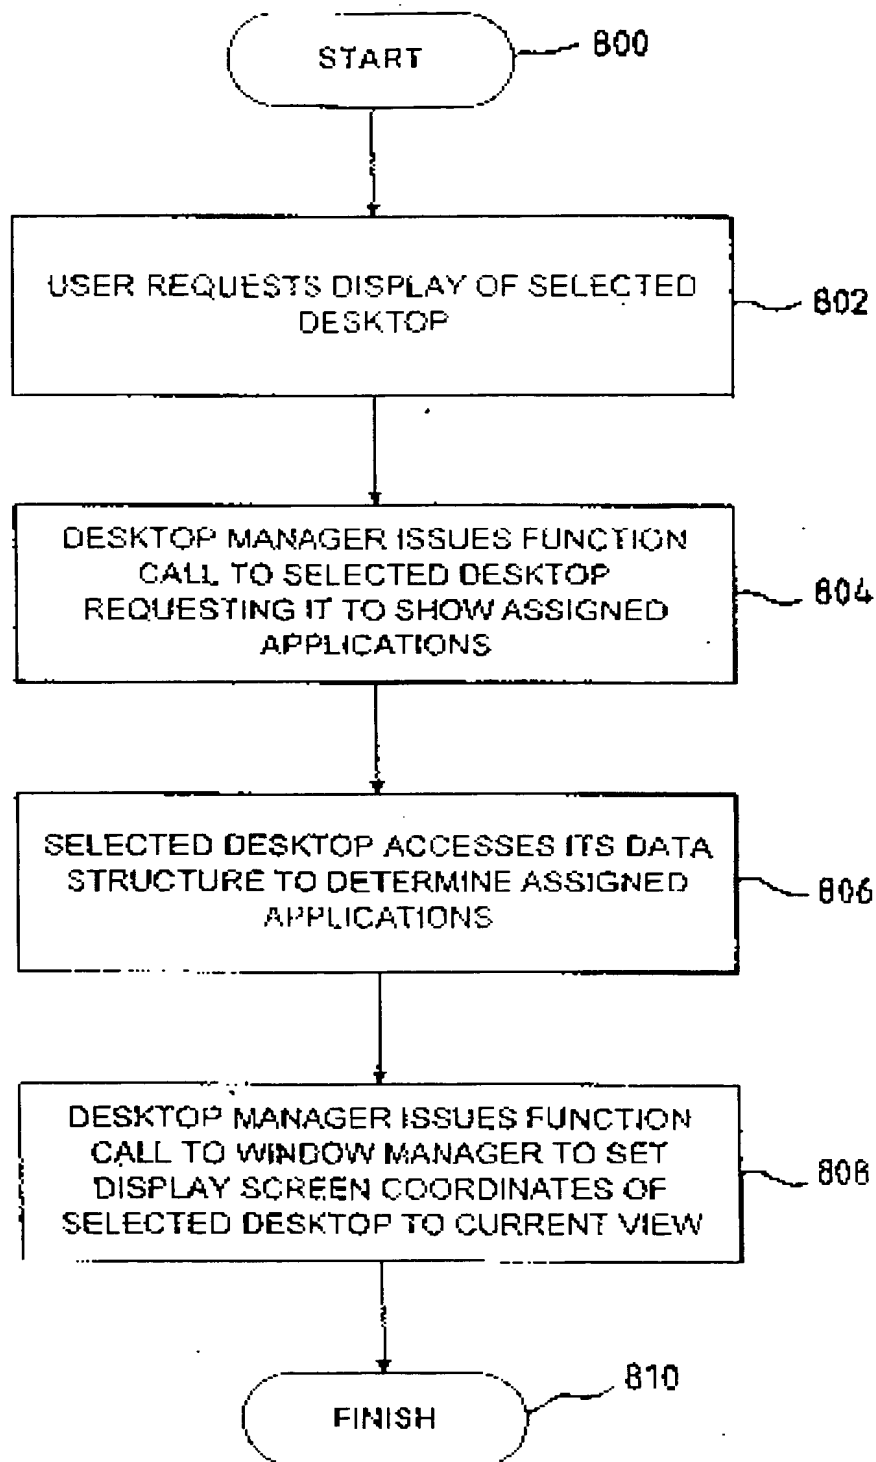 START
800
USER REQUESTS DISPLAY OF SELECTED
DESKTOP
802
DESKTOP MANAGER ISSUES FUNCTION
CALL TO SELECTED DESKTOP
REQUESTING IT TO SHOW ASSIGNED
APPLICATIONS
804
SELECTED DESKTOP ACCESSES ITS DATA
STRUCTURE TO DETERMINE ASSIGNED
APPLICATIONS
806
DESKTOP MANAGER ISSUES FUNCTION
CALL TO WINDOW MANAGER TO SET
DISPLAY SCREEN COORDINATES OF
SELECTED DESKTOP TO CURRENT VIEW
808
FINISH
810